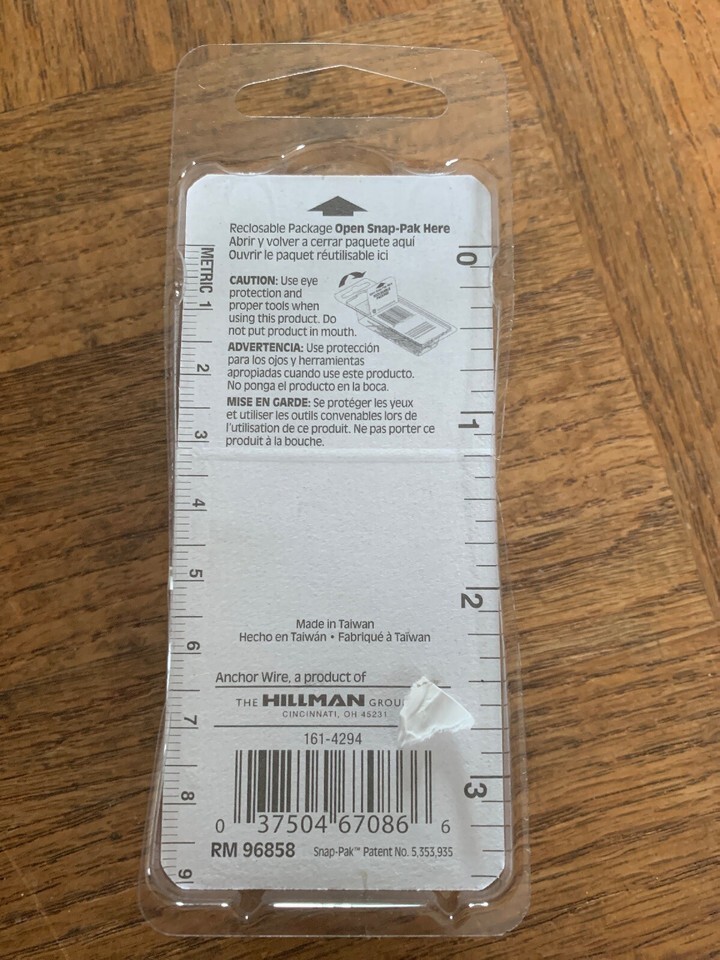 Reclosable Package Open Snap-Pak Here
Abrir y volver a cerrar paquete aquí
Ouvrir le paquet réutilisable ici
METRIC 1
2
3
4
5
6
7
8
9
0
1
2
3
CAUTION: Use eye
protection and
proper tools when
using this product. Do
not put product in mouth.
ADVERTENCIA: Use protección
para los ojos y herramientas
apropiadas cuando use este producto.
No ponga el producto en la boca.
MISE EN GARDE: Se protéger les yeux
et utiliser les outils convenables lors de
l'utilisation de ce produit. Ne pas porter ce
produit à la bouche.
Made in Taiwan
Hecho en Taiwán • Fabriqué à Taïwan
Anchor Wire, a product of
THE HILLMAN
CINCINNATI, OH 45231
161-4294
0 37504 67086 6
RM 96858 Snap-Pak™ Patent No. 5,353,935